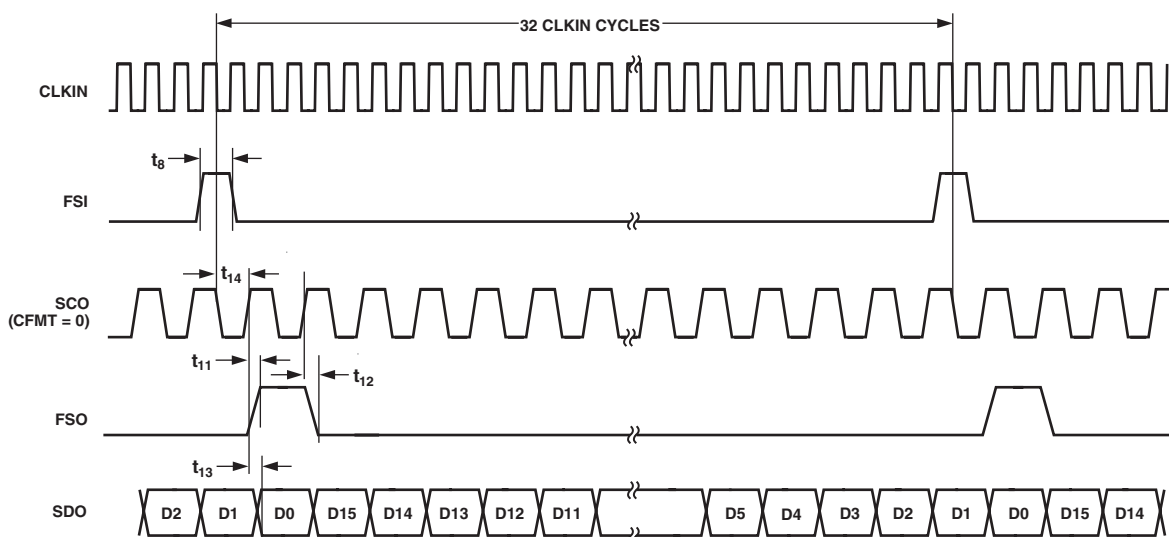 32 CLKIN CYCLES
CLKIN
t8
FSI
t14
SCO
(CFMT = 0)
t11
t12
FSO
t13
SDO D2 D1 D0 D15 D14 D13 D12 D11 D5 D4 D3 D2 D1 D0 D15 D14